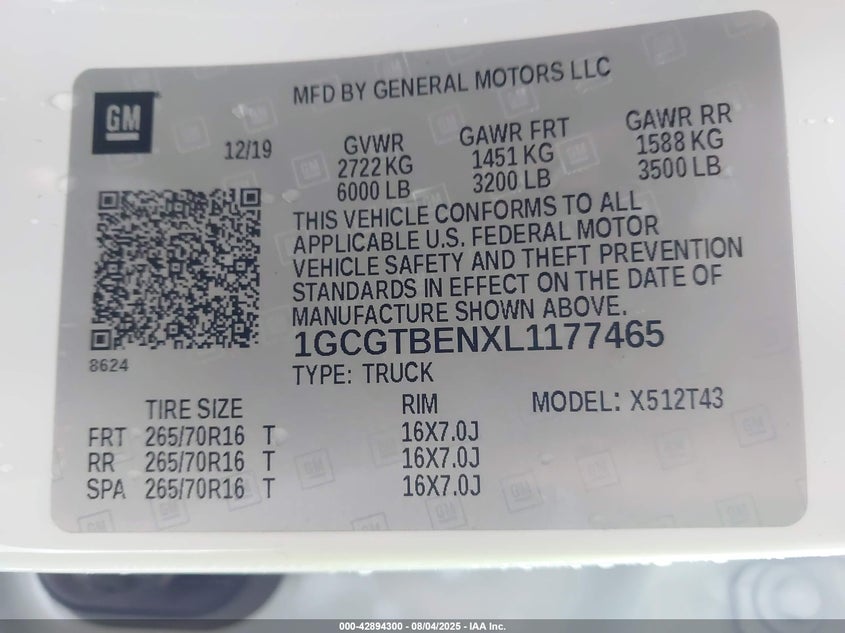 MFD BY GENERAL MOTORS LLC
GM
12/19
GVWR
2722 KG
6000 LB
GAWR FRT
1451 KG
3200 LB
GAWR RR
1588 KG
3500 LB
THIS VEHICLE CONFORMS TO ALL
APPLICABLE U.S. FEDERAL MOTOR
VEHICLE SAFETY AND THEFT PREVENTION
STANDARDS IN EFFECT ON THE DATE OF
MANUFACTURE SHOWN ABOVE.
8624
1GCGTBENXL1177465
TYPE: TRUCK
TIRE SIZE RIM MODEL: X512T43
FRT 265/70R16 T 16X7.0J
RR 265/70R16 T 16X7.0J
SPA 265/70R16 T 16X7.0J
000-42894300 - 08/04/2025 - IAA Inc.